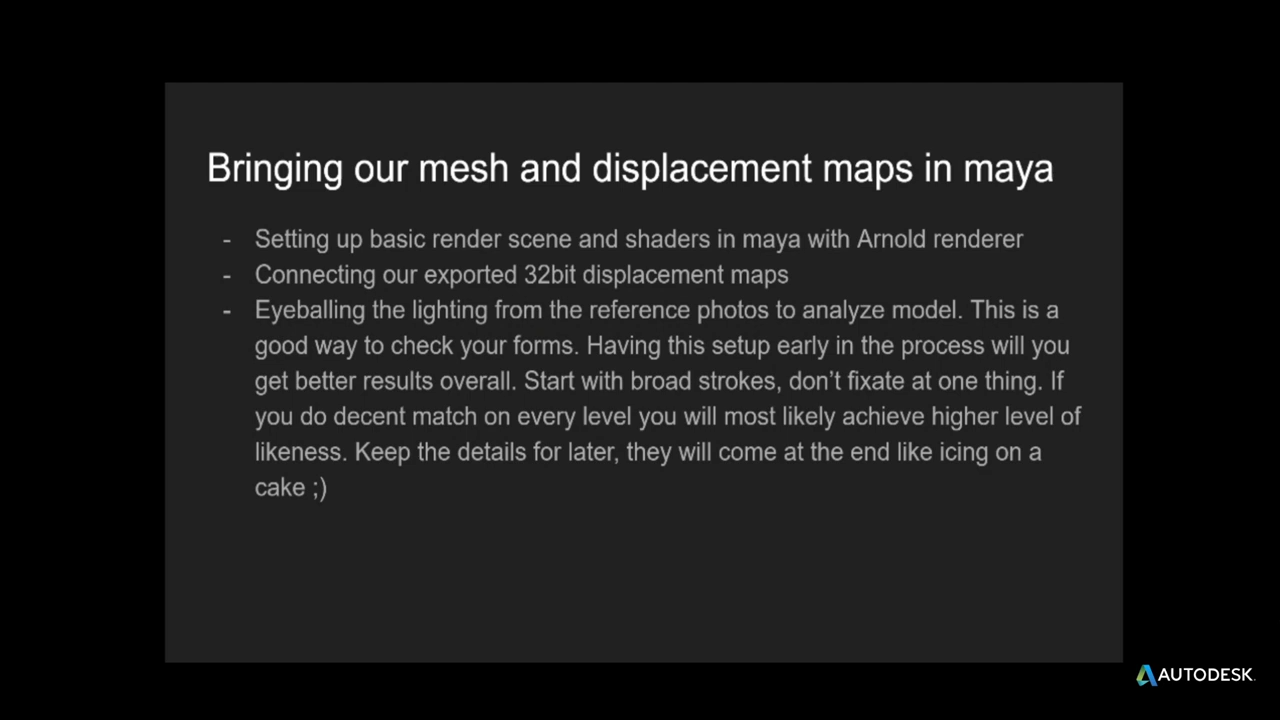 Bringing our mesh and displacement maps in maya
- Setting up basic render scene and shaders in maya with Arnold renderer
- Connecting our exported 32bit displacement maps
- Eyeballing the lighting from the reference photos to analyze model. This is a
good way to check your forms. Having this setup early in the process will you
get better results overall. Start with broad strokes, don’t fixate at one thing. If
you do decent match on every level you will most likely achieve higher level of
likeness. Keep the details for later, they will come at the end like icing on a
cake ;)
AUTODESK.